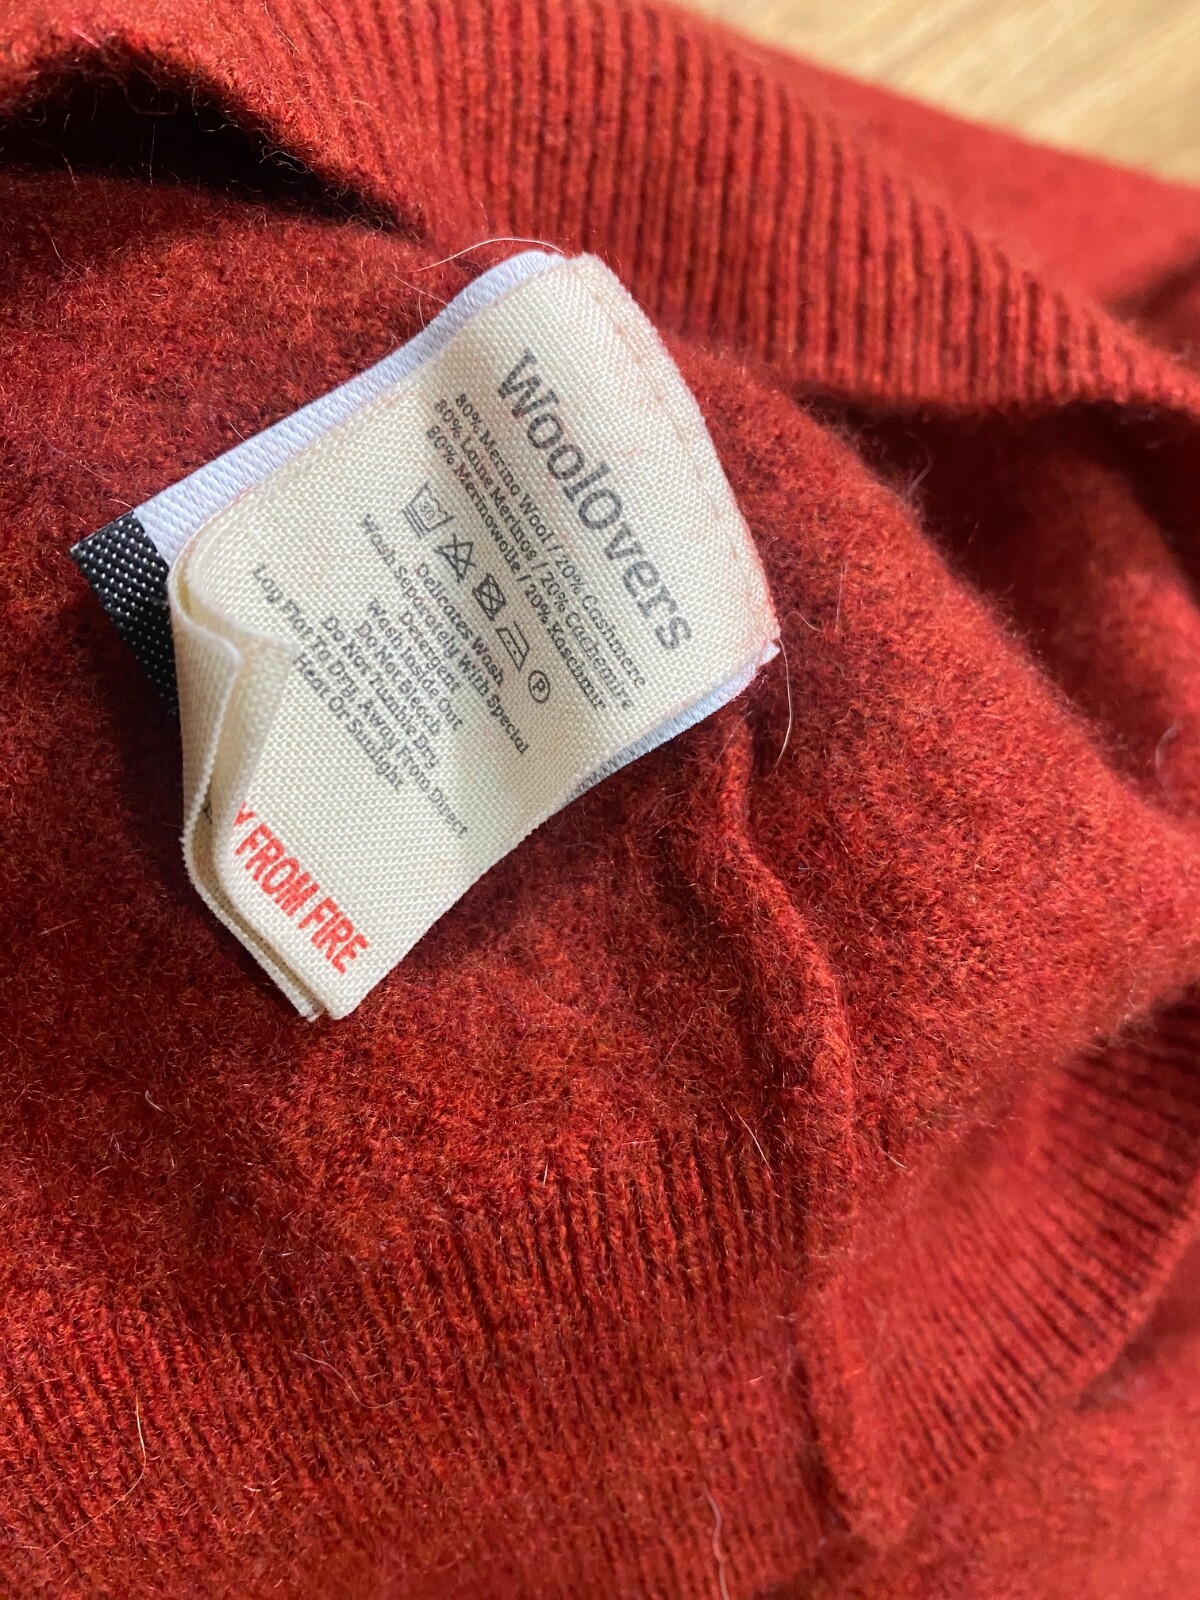 Woolovers
80% Merino Wool / 20% Cashmere
80% Laine Merinos / 20% Cachemire
80% Merinowolle / 20% Kaschmir
30
P
Delicates Wash
Wash Separately With Special
Detergent
Wash Inside Out
Do Not Bleach
Do Not Tumble Dry
Lay Flat To Dry, Away From Direct
Heat Or Sunlight
Y FROM FIRE